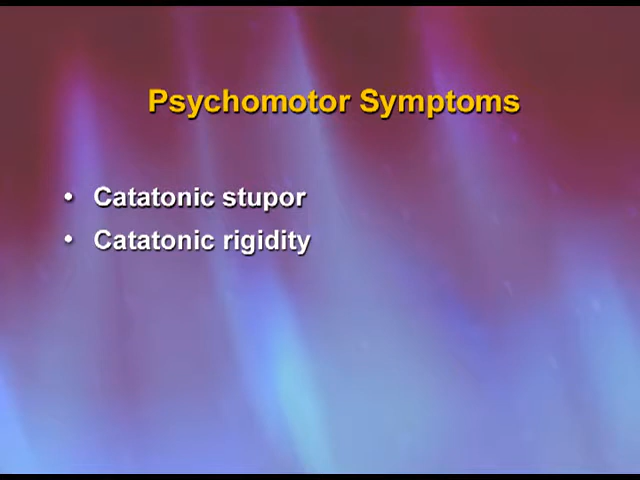 Psychomotor Symptoms
• Catatonic stupor
• Catatonic rigidity